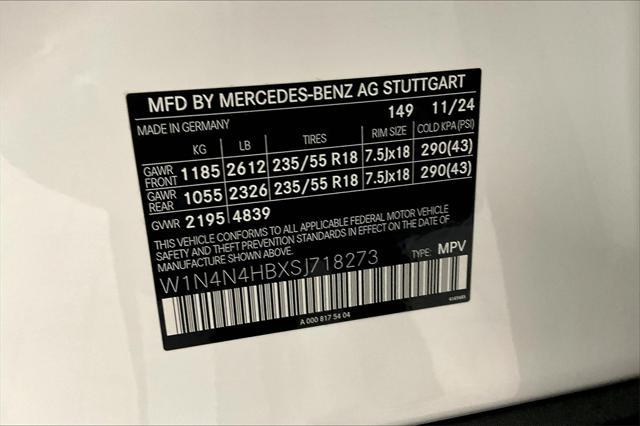 MFD BY MERCEDES-BENZ AG STUTTGART
MADE IN GERMANY 149 11/24
KG LB TIRES RIM SIZE COLD KPA (PSI)
GAWR FRONT 1185 2612 235/55 R18 7.5Jx18 290(43)
GAWR REAR 1055 2326 235/55 R18 7.5Jx18 290(43)
GVWR 2195 4839
THIS VEHICLE CONFORMS TO ALL APPLICABLE FEDERAL MOTOR VEHICLE
SAFETY AND THEFT PREVENTION STANDARDS IN EFFECT ON THE DATE OF
MANUFACTURE SHOWN ABOVE.
W1N4N4HBXSJ718273 TYPE: MPV
A 000 817 54 04